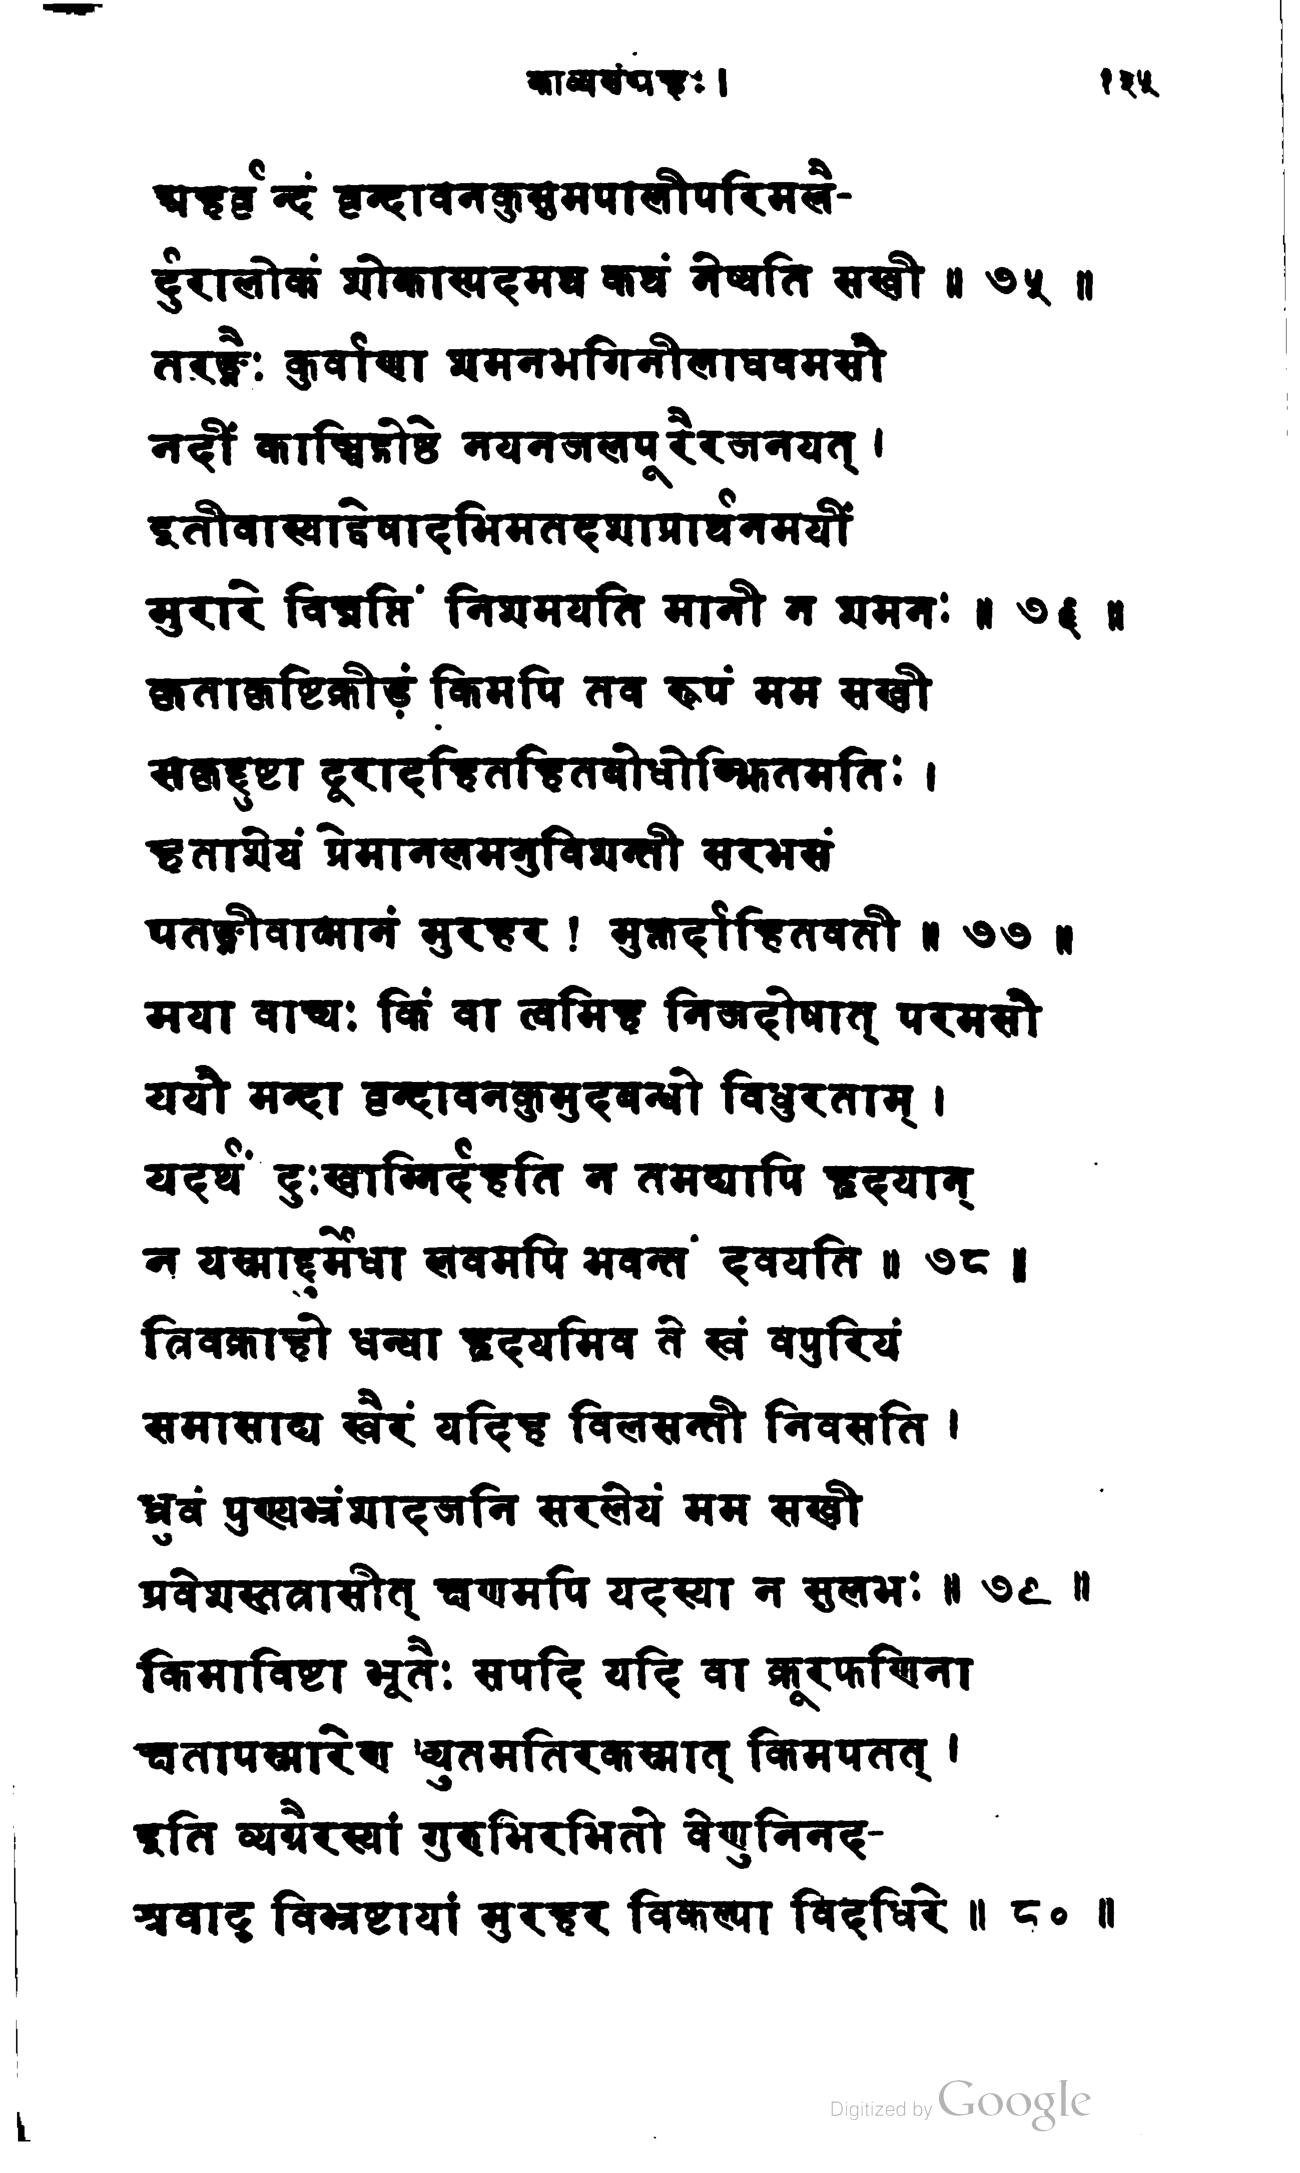 काव्यसंग्रहः। १३५
अहर्वृन्दं वृन्दावनकुसुमपालीपरिमलै-
र्दुरालोकं शोकास्पदमथ कथं नेष्यति सखी ॥ ७५ ॥
तरङ्गैः कुर्वाणा शमनभगिनीलाघवमसौ
नदीं काञ्चिद्गोष्ठे नयनजलपूरैरजनयत् ।
इतीवास्याद्वेषादभिमतदशाप्रार्थनमयीं
मुरारे विज्ञप्तिं निशमयति मानी न शमनः ॥ ७६ ॥
कृताकृष्टिक्रीडं किमपि तव रूपं मम सखी
सकृद्दृष्टा दूरादहितहितबोधोज्झितमतिः ।
हताशेयं प्रेमानलमनुविशन्ती सरभसं
पतङ्गीवात्मानं मुरहर ! मुहुर्दाहितवती ॥ ७७ ॥
मया वाच्यः किं वा त्वमिह निजदोषात् परमसौ
ययौ मन्दा वृन्दावनकुमुदबन्धो विधुरताम् ।
यदर्थं दुःखाग्निर्दहति न तमद्यापि हृदयान्
न यस्माद्दुर्मेधा लवमपि भवन्तं दवयति ॥ ७८ ॥
त्रिवक्राहो धन्या हृदयमिव ते स्वं वपुरियं
समासाद्य स्वैरं यदिह विलसन्ती निवसति ।
ध्रुवं पुण्यभ्रंशादजनि सरलेयं मम सखी
प्रवेशस्तत्रासीत् क्षणमपि यदस्या न सुलभः ॥ ७९ ॥
किमाविष्टा भूतैः सपदि यदि वा क्रूरफणिना
क्षतापस्मारेण च्युतमतिरकस्मात् किमपतत् ।
इति व्यग्रैरस्यां गुरुभिरभितो वेणुनिनद-
श्रवाद् विभ्रष्टायां मुरहर विकल्पा विदधिरे ॥ ८० ॥
Digitized by Google